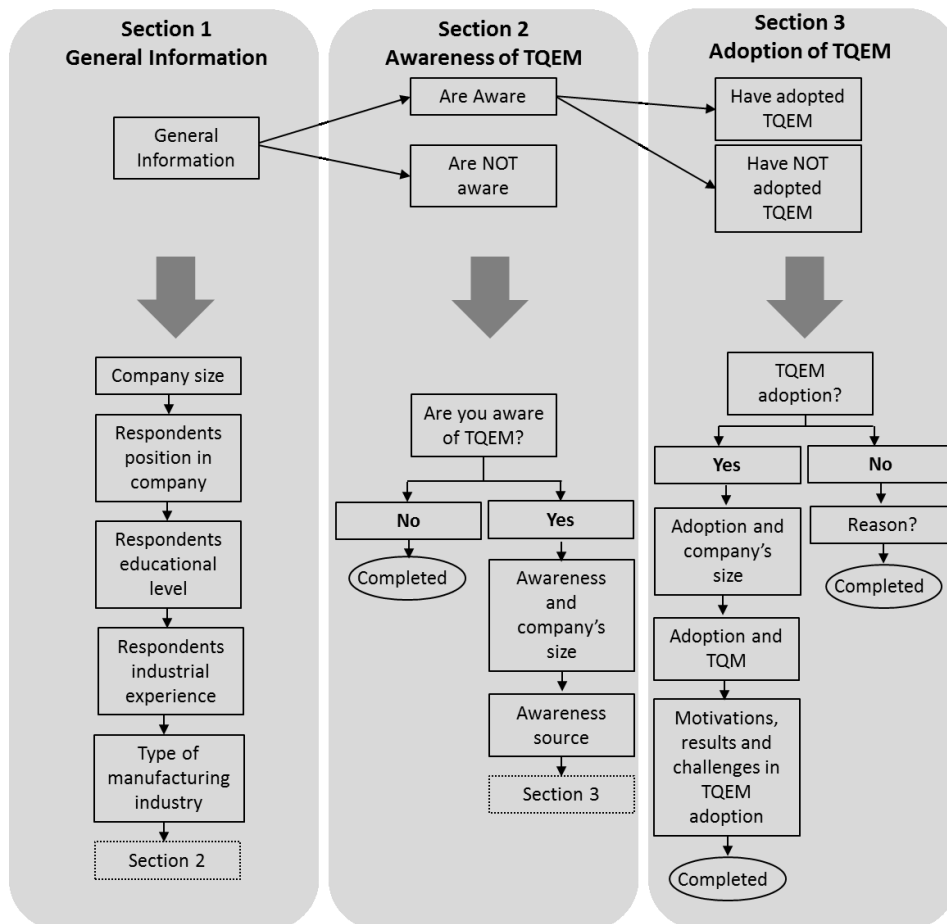 Section 1
General Information
General
Information
Company size
Respondents
position in
company
Respondents
educational
level
Respondents
industrial
experience
Type of
manufacturing
industry
Section 2
Section 2
Awareness of TQEM
Are Aware
Are NOT
aware
Are you aware
of TQEM?
No
Yes
Completed
Awareness
and
company's
size
Awareness
source
Section 3
Section 3
Adoption of TQEM
Have adopted
TQEM
Have NOT
adopted
TQEM
TQEM
adoption?
Yes
No
Adoption and
company's
size
Reason?
Completed
Adoption and
TQM
Motivations,
results and
challenges in
TQEM
adoption
Completed